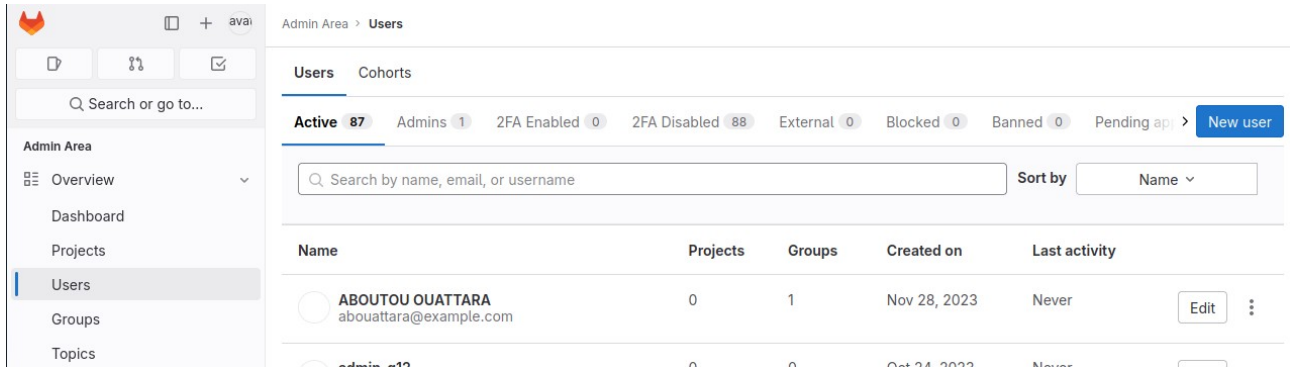 avai
Admin Area > Users
Users Cohorts
Search or go to...
Active 87 Admins 1 2FA Enabled 0 2FA Disabled 88 External 0 Blocked 0 Banned 0 Pending ap > New user
Admin Area
Overview
Search by name, email, or username
Sort by Name
Dashboard
Projects
Users
Groups
Topics
Name Projects Groups Created on Last activity
ABOUTOU OUATTARA 0 1 Nov 28, 2023 Never Edit
abouattara@example.com